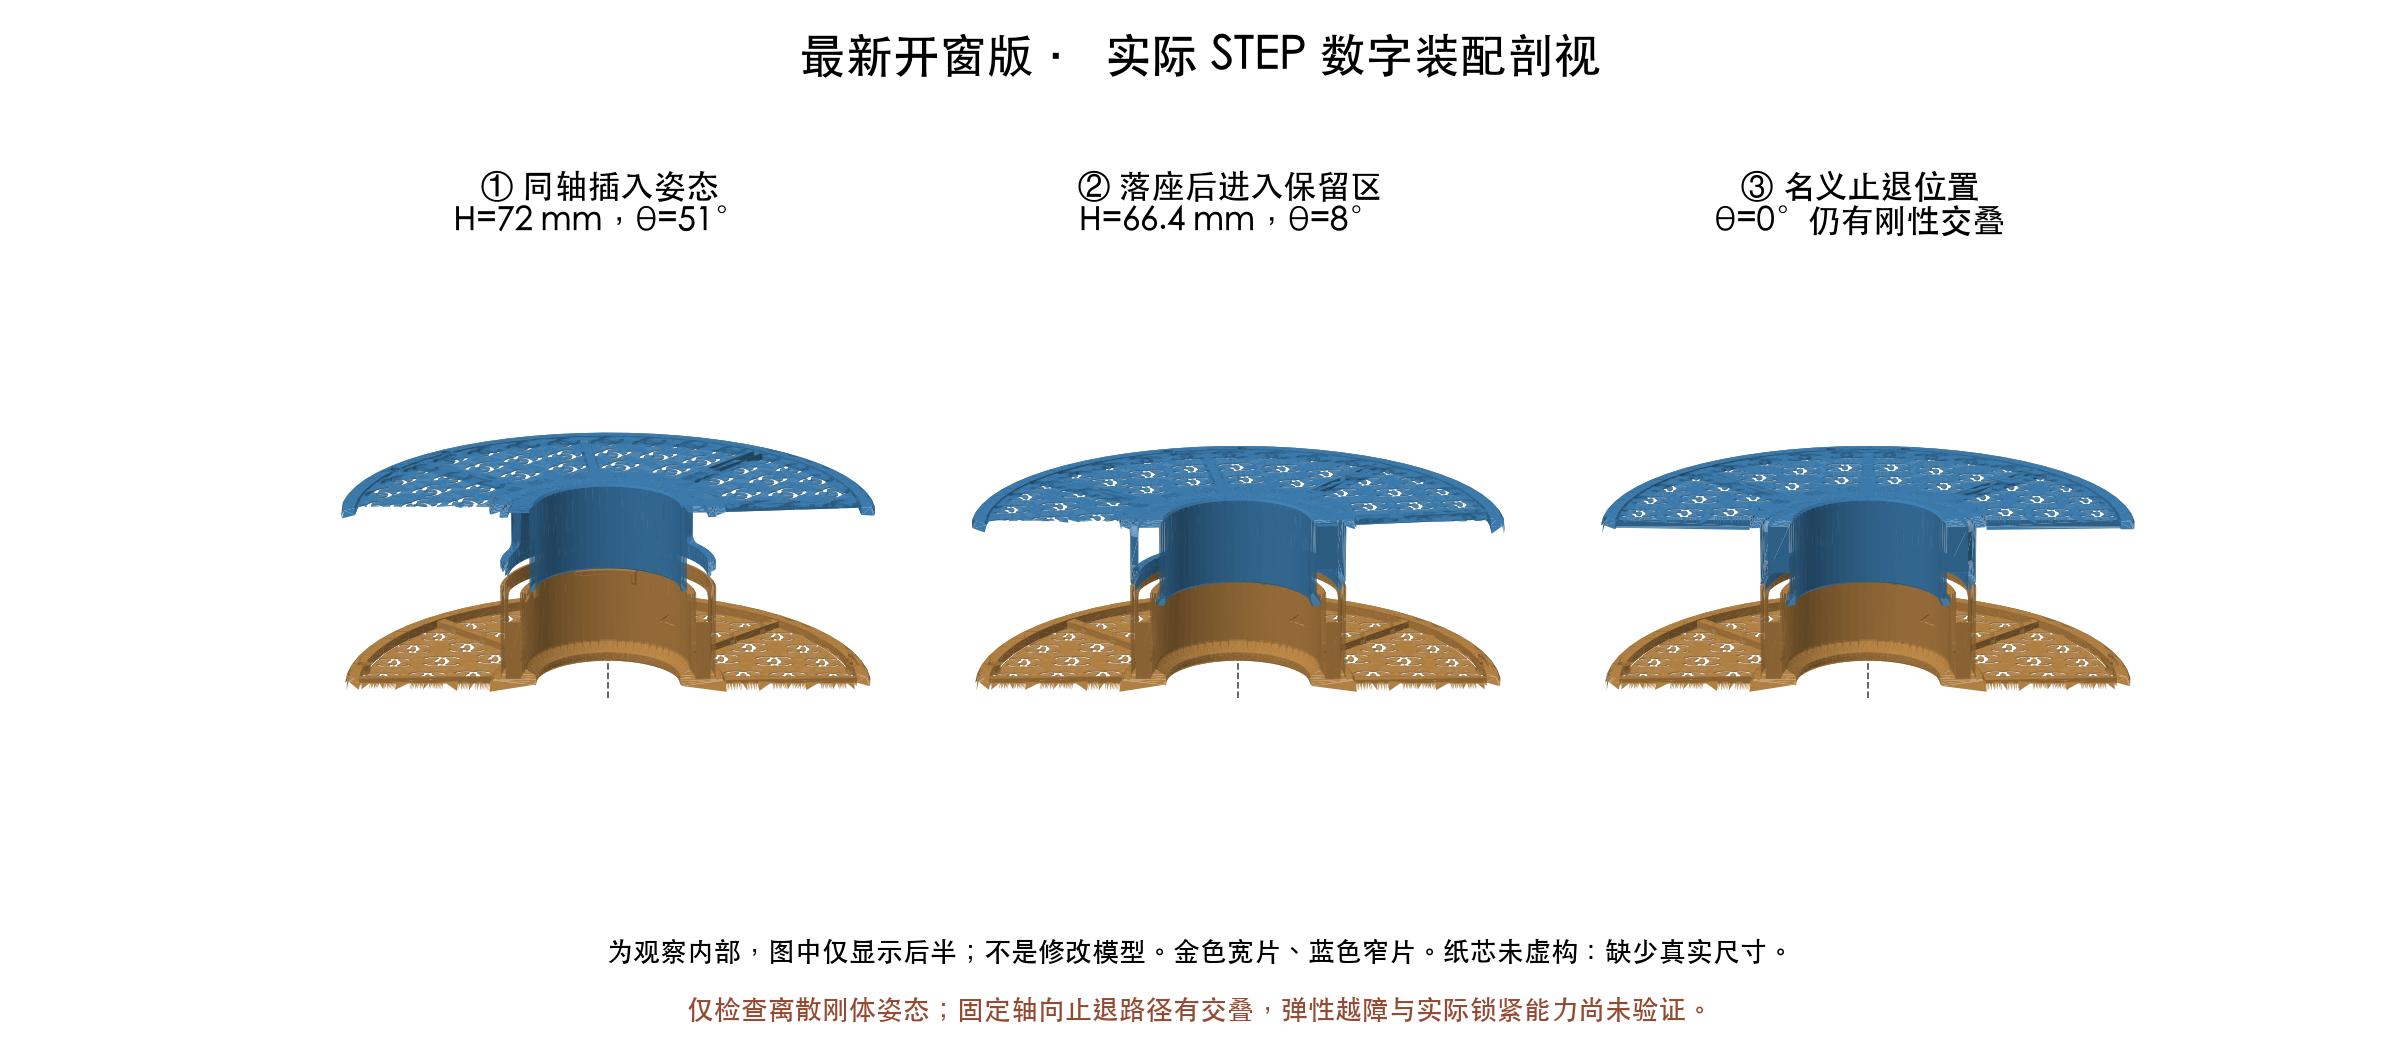 最新开窗版 · 实际 STEP 数字装配剖视
① 同轴插入姿态
H=72 mm，θ=51°
② 落座后进入保留区
H=66.4 mm，θ=8°
③ 名义止退位置
θ=0° 仍有刚性交叠
为观察内部，图中仅显示后半；不是修改模型。金色宽片、蓝色窄片。纸芯未虚构：缺少真实尺寸。
仅检查离散刚体姿态；固定轴向止退路径有交叠，弹性越障与实际锁紧能力尚未验证。